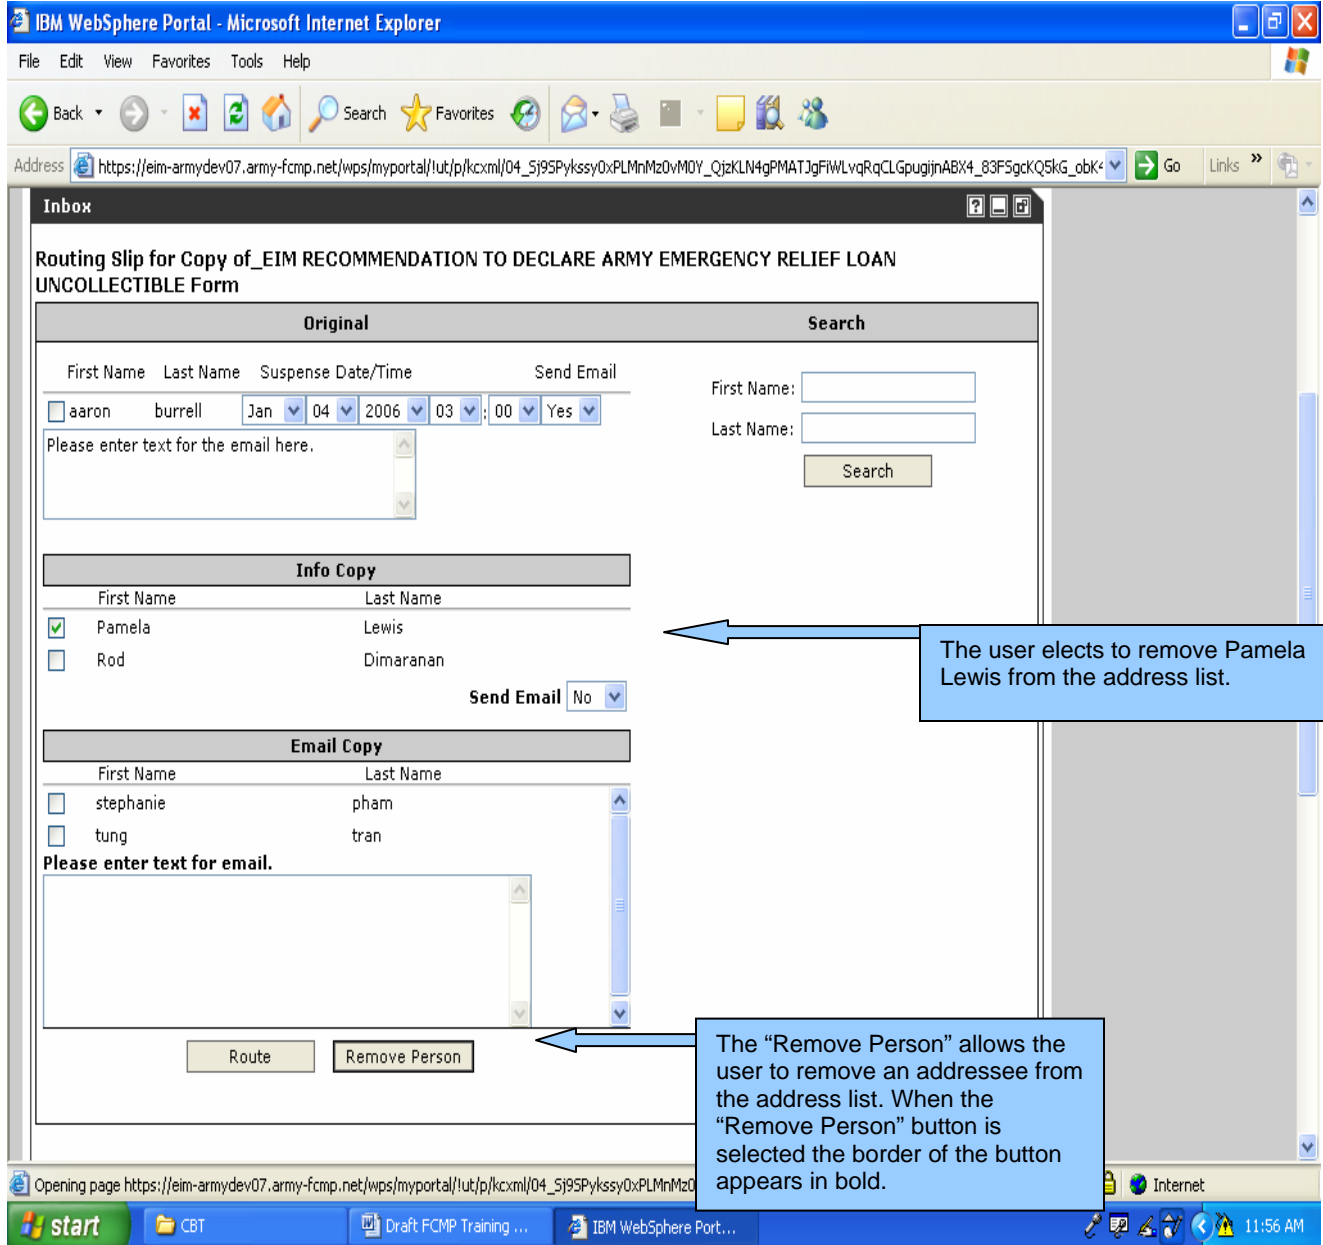 IBM WebSphere Portal - Microsoft Internet Explorer
File Edit View Favorites Tools Help
Back Search Favorites
Address https://eim-armydev07.army-fcmp.net/wps/myportal/!ut/p/kcxml/04_Sj9SPykssy0xPLMnMz0vM0Y_QjzKLN4gPMATJgFiWLvqRqCLGpugijnABX4_83FSgcKQ5kG_obK4 Go Links »
Inbox
Routing Slip for Copy of_EIM RECOMMENDATION TO DECLARE ARMY EMERGENCY RELIEF LOAN
UNCOLLECTIBLE Form
Original Search
First Name Last Name Suspense Date/Time Send Email
First Name:
aaron burrell Jan 04 2006 03 : 00 Yes
Last Name:
Please enter text for the email here.
Search
Info Copy
First Name Last Name
Pamela Lewis
Rod Dimaranan
Send Email No
The user elects to remove Pamela
Lewis from the address list.
Email Copy
First Name Last Name
stephanie pham
tung tran
Please enter text for email.
Route Remove Person
The “Remove Person” allows the
user to remove an addressee from
the address list. When the
“Remove Person” button is
selected the border of the button
appears in bold.
Opening page https://eim-armydev07.army-fcmp.net/wps/myportal/!ut/p/kcxml/04_Sj9SPykssy0xPLMnMz0 Internet
start CBT Draft FCMP Training ... IBM WebSphere Port... 11:56 AM